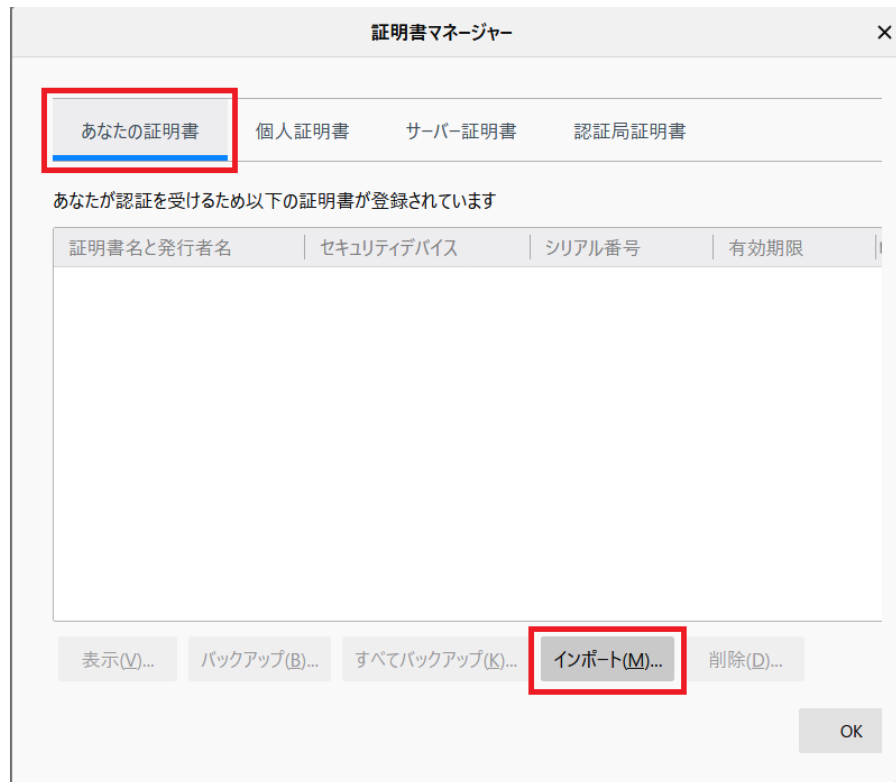 証明書マネージャー
あなたの証明書 個人証明書 サーバー証明書 認証局証明書
あなたが認証を受けるため以下の証明書が登録されています
証明書名と発行者名 セキュリティデバイス シリアル番号 有効期限
表示(V)... バックアップ(B)... すべてバックアップ(K)... インポート(M)... 削除(D)...
OK